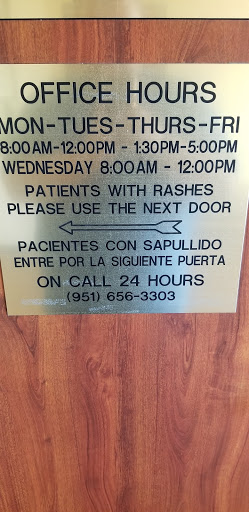 OFFICE HOURS
MON-TUES-THURS-FRI
8:00AM-12:00PM - 1:30PM-5:00PM
WEDNESDAY 8:00AM - 12:00PM
PATIENTS WITH RASHES
PLEASE USE THE NEXT DOOR
PACIENTES CON SAPULLIDO
ENTRE POR LA SIGUIENTE PUERTA
ON CALL 24 HOURS
(951) 656-3303